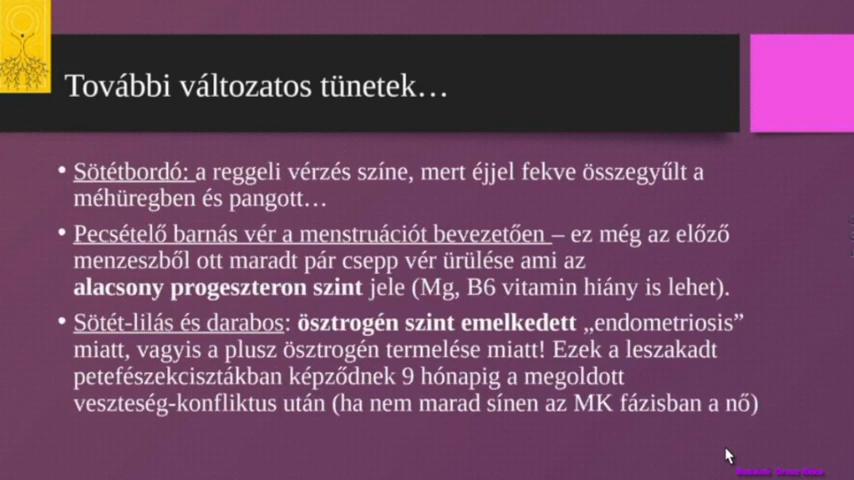 További változatos tünetek…
• Sötétbordó: a reggeli vérzés színe, mert éjjel fekve összegyűlt a
méhüregben és pangott…
• Pecsételő barnás vér a menstruációt bevezetően – ez még az előző
menzeszből ott maradt pár csepp vér ürülése ami az
alacsony progeszteron szint jele (Mg, B6 vitamin hiány is lehet).
• Sötét-lilás és darabos: ösztrogén szint emelkedett „endometriosis”
miatt, vagyis a plusz ösztrogén termelése miatt! Ezek a leszakadt
petefészekcisztákban képződnek 9 hónapig a megoldott
veszteség-konfliktus után (ha nem marad sínen az MK fázisban a nő)